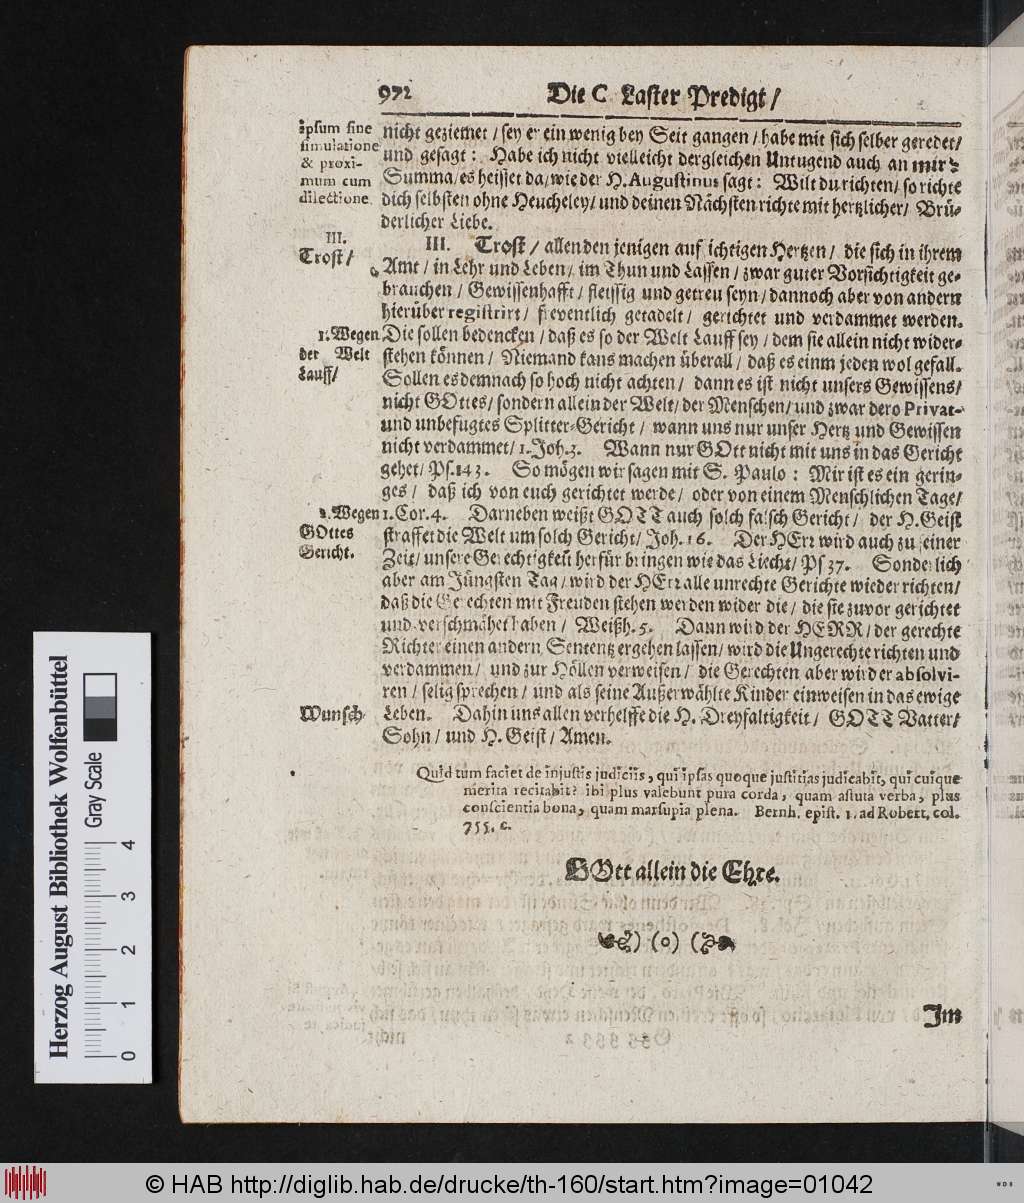 972 Die C Laster Predigt /
ipsum sine
simulatione
& proxi-
mum cum
dilectione.
nicht geziemet / sey er ein wenig bey Seit gangen / habe mit sich selber geredet/
und gesagt: Habe ich nicht vielleicht dergleichen Untugend auch an mir?
Summa/ es heisset da/ wie der H. Augustinus sagt: Wilt du richten/ so richte
dich selbsten ohne Heucheley/ und deinen Nächsten richte mit hertzlicher/ Brü-
derlicher Liebe.
III.
Trost /
III. Trost / allen den jenigen auf ichtigen Hertzen / die sich in ihrem
Amt / in Lehr und Leben / im Thun und Lassen / zwar guter Vorsichtigkeit ge-
brauchen / Gewissenhafft / fleissig und getreu seyn / dannoch aber von andern
hierüber registrirt / freventlich getadelt / gerichtet und verdammet werden.
1. Wegen
der Welt
Lauff/
Die sollen bedencken / daß es so der Welt Lauff sey / dem sie allein nicht wider-
stehen können / Niemand kans machen überall / daß es einm jeden wol gefall.
Sollen es demnach so hoch nicht achten / dann es ist nicht unsers Gewissens/
nicht GOttes/ sondern allein der Welt/ der Menschen/ und zwar dero Privat-
und unbefugtes Splitter-Gericht / wann uns nur unser Hertz und Gewissen
nicht verdammet / 1. Joh. 3. Wann nur GOtt nicht mit uns in das Gericht
gehet/ Ps. 143. So mögen wir sagen mit S. Paulo: Mir ist es ein gerin-
ges / daß ich von euch gerichtet werde / oder von einem Menschlichen Tage/
2. Wegen
GOttes
Gericht.
1. Cor. 4. Darneben weißt GOTT auch solch falsch Gericht / der H. Geist
straffet die Welt um solch Gericht/ Joh. 16. Der HErr wird auch zu seiner
Zeit/ unsere Gerechtigkeit herfür bringen wie das Liecht/ Ps 37. Sonderlich
aber am Jüngsten Tag / wird der HErr alle unrechte Gerichte wieder richten/
daß die Gerechten mit Freuden stehen werden wider die / die sie zuvor gerichtet
und verschmähet haben / Weißh. 5. Dann wird der HERR / der gerechte
Richter einen andern Sententz ergehen lassen/ wird die Ungerechte richten und
verdammen / und zur Höllen verweisen / die Gerechten aber wird er absolvi-
ren / selig sprechen / und als seine Außerwählte Kinder einweisen in das ewige
Wunsch.
Leben. Dahin uns allen verhelffe die H. Dreyfaltigkeit / GOTT Vatter/
Sohn / und H. Geist / Amen.
Quid tum faciet de injustis judiciis, qui ipsas quoque justitias judicabit, qui cuique
merita recitabit? ibi plus valebunt pura corda, quam astuta verba, plus
conscientia bona, quam marsupia plena. Bernh. epist. 1. ad Robert. col.
755. c.
GOtt allein die Ehre.
) (o) (
Im
Herzog August Bibliothek Wolfenbüttel
Gray Scale
0 1 2 3 4
© HAB http://diglib.hab.de/drucke/th-160/start.htm?image=01042